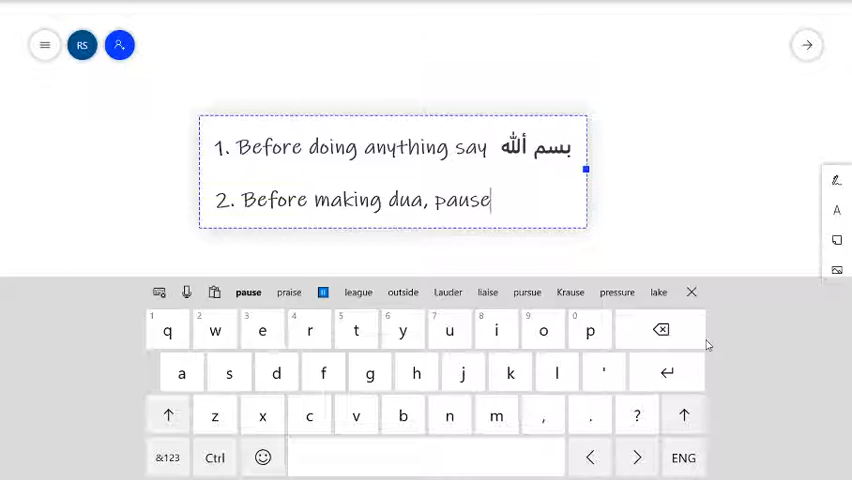 RS
1. Before doing anything say بسم ألله
2. Before making dua, pause
A
pause praise league outside Lauder liaise pursue Krause pressure lake
1 2 3 4 5 6 7 8 9 0
q w e r t y u i o p
a s d f g h j k l '
z x c v b n m , . ?
&123 Ctrl ENG